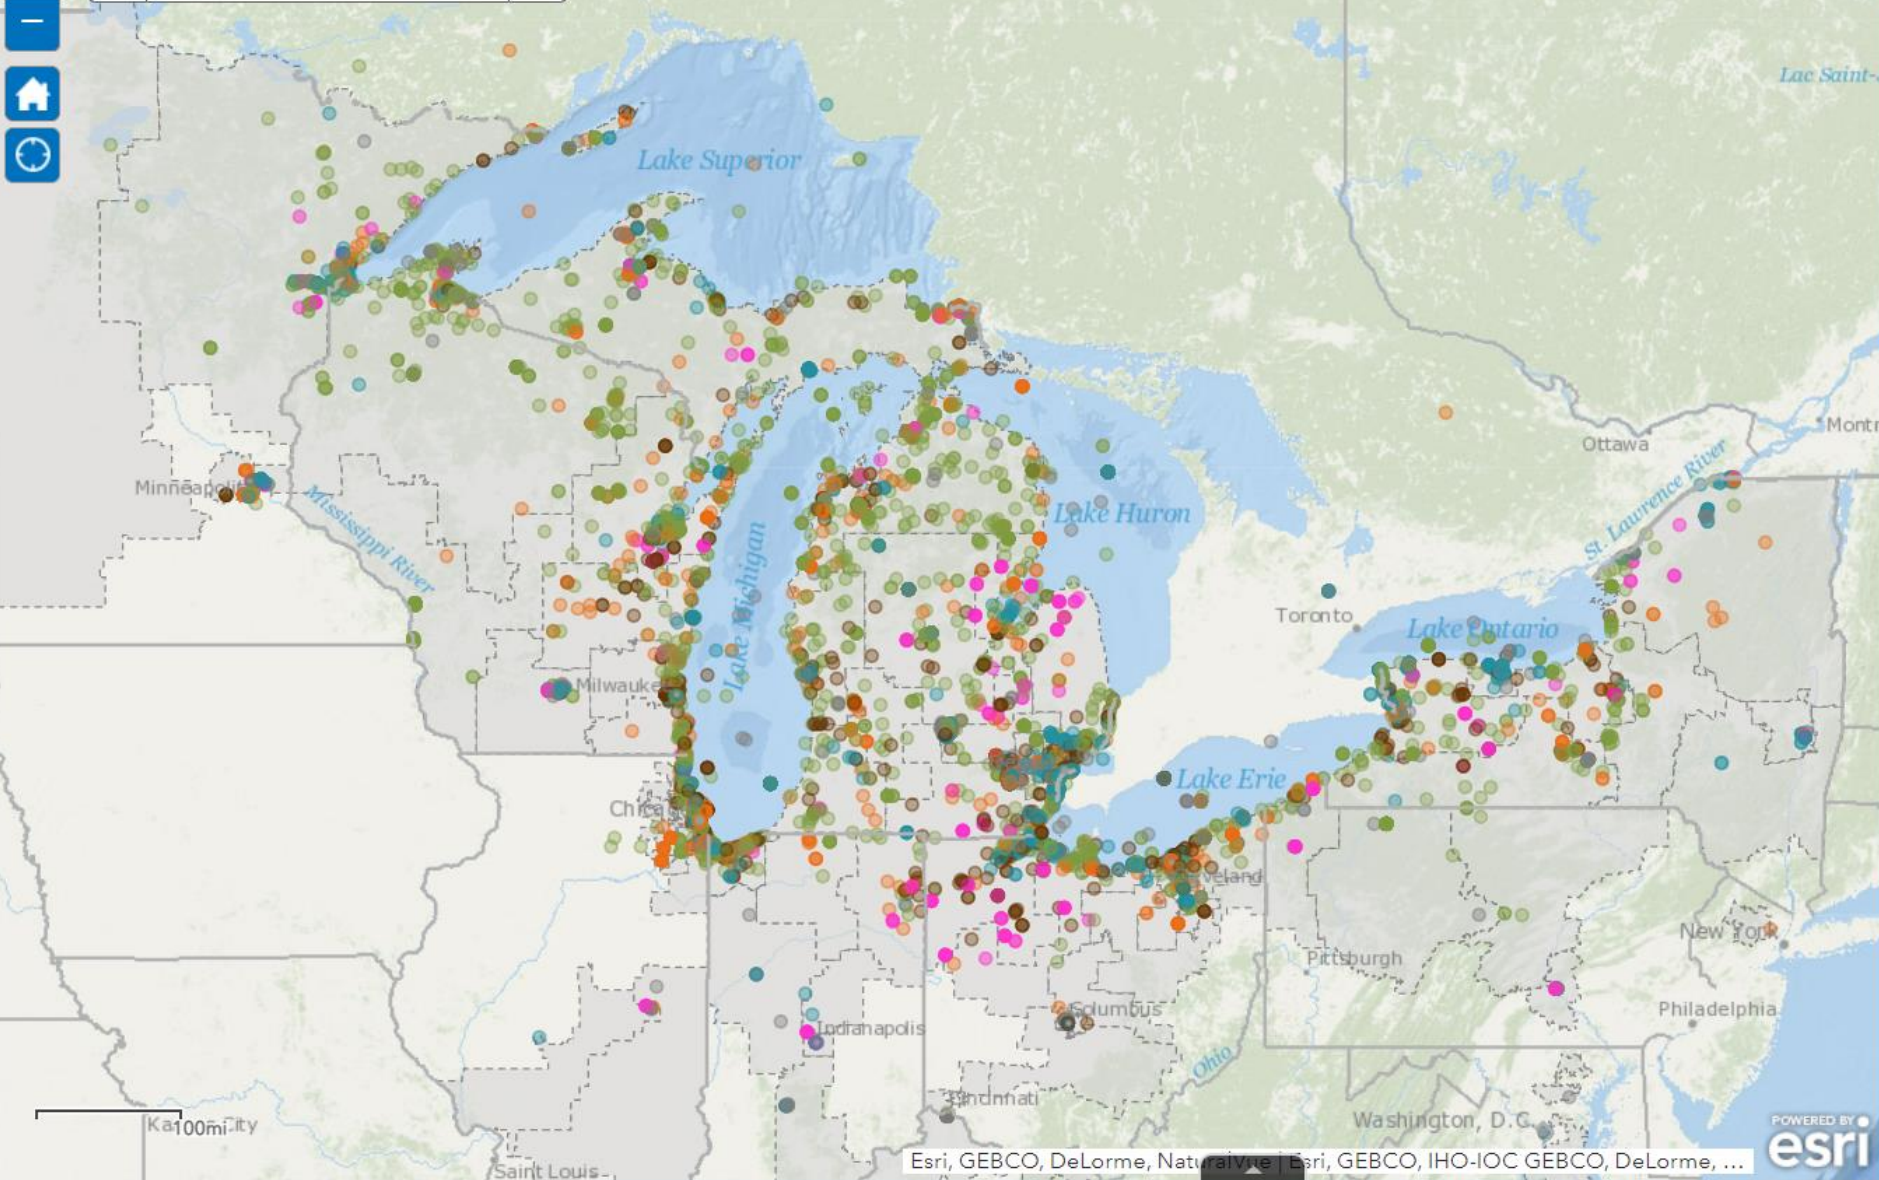 Lac Saint-
Lake Superior
Ottawa
Montr
St. Lawrence River
Minneapolis
Mississippi River
Lake Huron
Lake Michigan
Toronto
Lake Ontario
Milwaukee
Lake Erie
New York
Pittsburgh
Philadelphia
Columbus
Indianapolis
Ohio
Cincinnati
Washington, D.C.
100mi
Saint Louis
Esri, GEBCO, DeLorme, NaturalVue | Esri, GEBCO, IHO-IOC GEBCO, DeLorme, ...
POWERED BY
esri